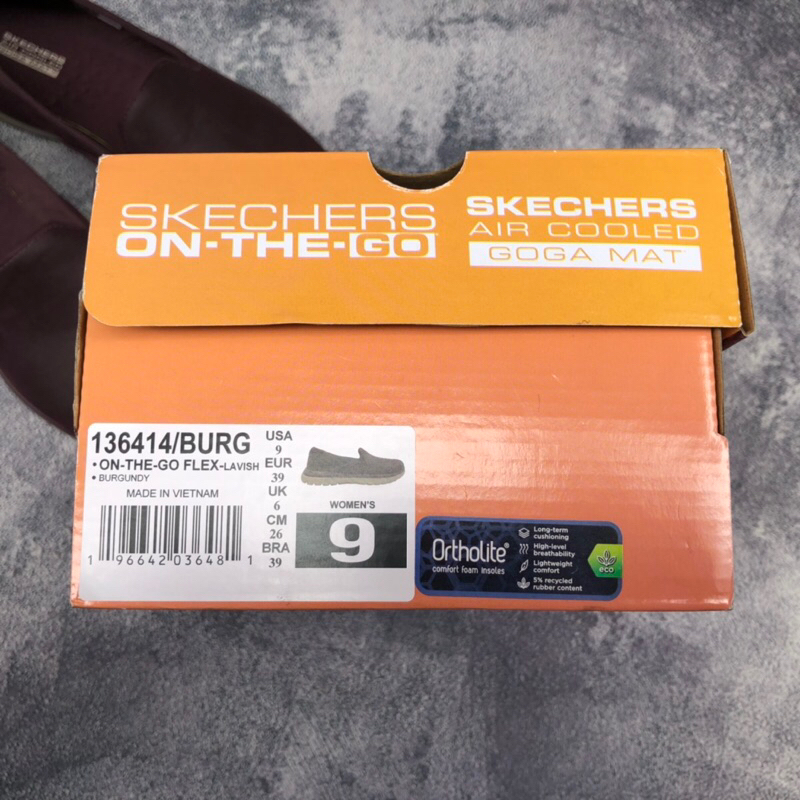 SKECHERS
SKECHERS
ON-THE-GO
SKECHERS
AIR COOLED
GOGA MAT
136414/BURG
• ON-THE-GO FLEX-LAVISH
• BURGUNDY
MADE IN VIETNAM
1 96642 03648 1
USA
9
EUR
39
UK
6
CM
26
BRA
39
WOMEN'S
9
Ortholite®
comfort foam insoles
Long-term
cushioning
High-level
breathability
Lightweight
comfort
5% recycled
rubber content
eco